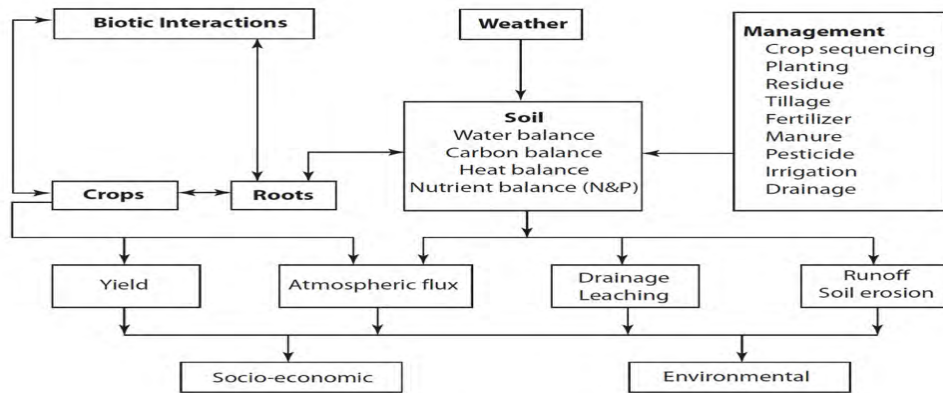 Biotic Interactions
Weather
Management
Crop sequencing
Planting
Residue
Tillage
Fertilizer
Manure
Pesticide
Irrigation
Drainage
Soil
Water balance
Carbon balance
Heat balance
Nutrient balance (N&P)
Crops
Roots
Yield
Atmospheric flux
Drainage
Leaching
Runoff
Soil erosion
Socio-economic
Environmental